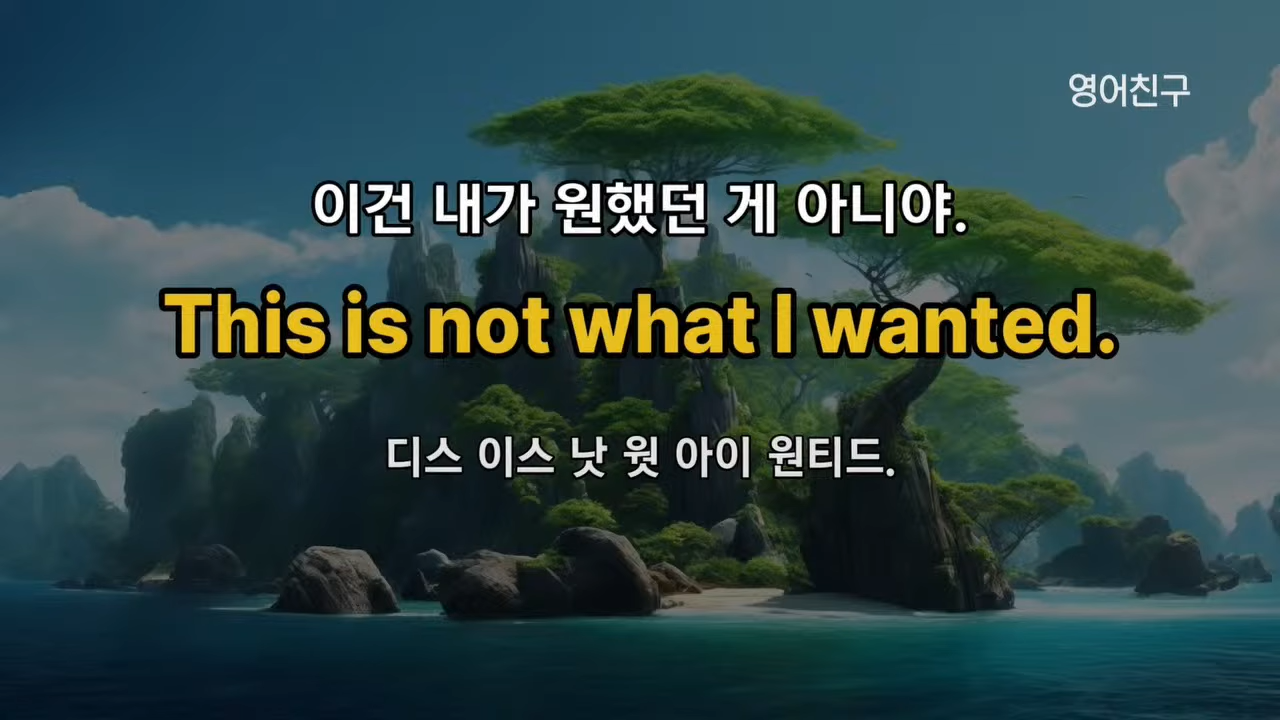 영어친구
이건 내가 원했던 게 아니야.
This is not what I wanted.
디스 이스 낫 웟 아이 원티드.